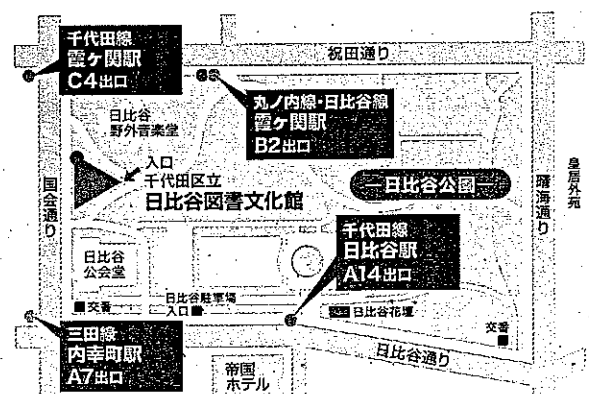 千代田線
霞ヶ関駅
C4出口
祝田通り
丸ノ内線・日比谷線
霞ヶ関駅
B2出口
日比谷
野外音楽堂
入口
千代田区立
日比谷図書文化館
日比谷公園
国会通り
晴海通り
皇居外苑
千代田線
日比谷駅
A14出口
日比谷
公会堂
交番
日比谷駐車場
入口
日比谷花壇
交番
三田線
内幸町駅
A7出口
日比谷通り
帝国
ホテル